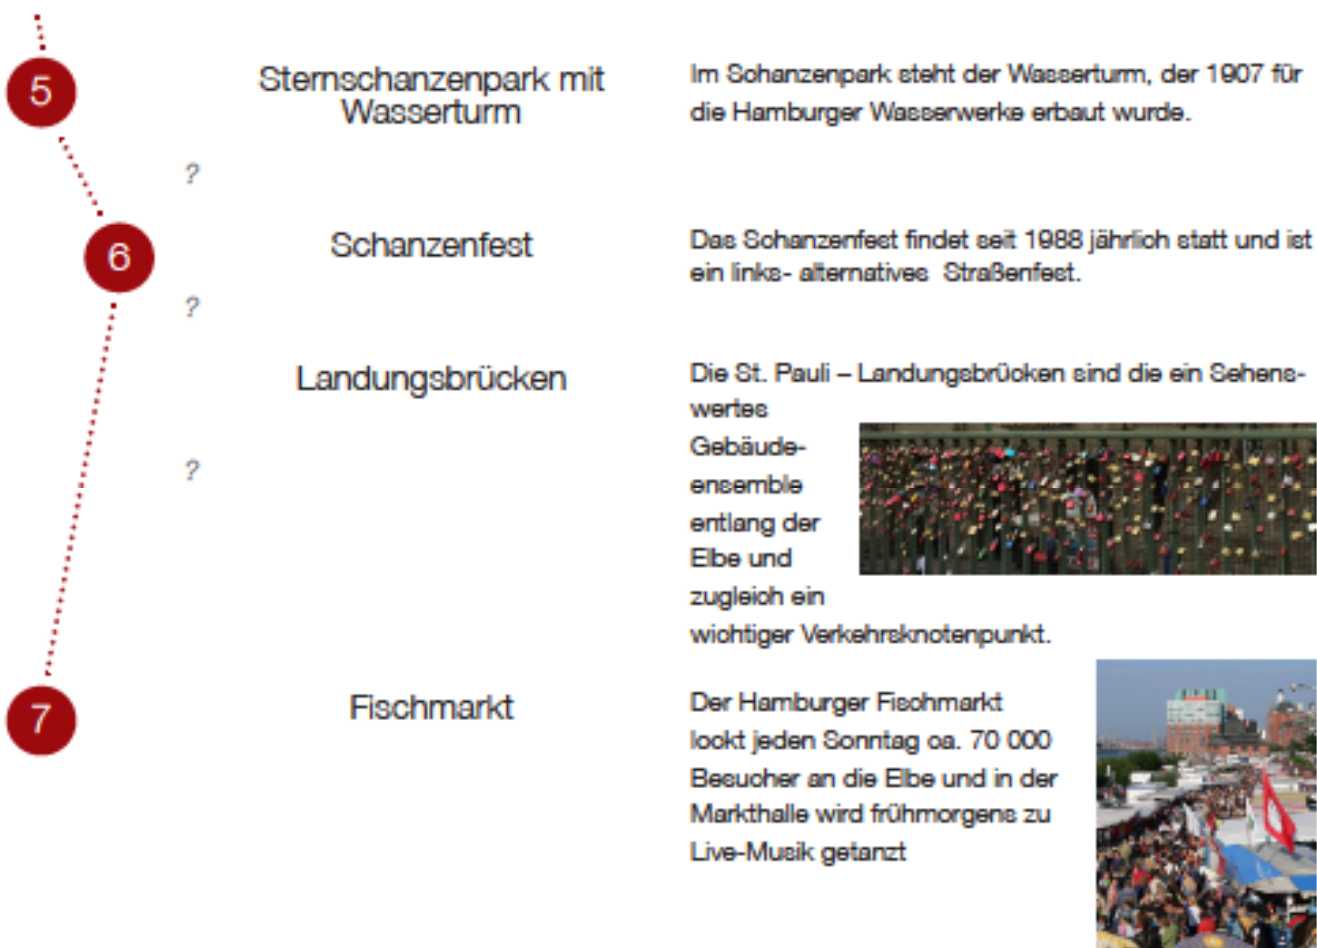 5
Sternschanzenpark mit
Wasserturm
Im Schanzenpark steht der Wasserturm, der 1907 für
die Hamburger Wasserwerke erbaut wurde.
?
6
Schanzenfest
Das Schanzenfest findet seit 1988 jährlich statt und ist
ein links- alternatives Straßenfest.
?
Landungsbrücken
Die St. Pauli – Landungsbrücken sind die ein Sehens-
wertes
Gebäude-
ensemble
entlang der
Elbe und
zugleich ein
wichtiger Verkehrsknotenpunkt.
?
7
Fischmarkt
Der Hamburger Fischmarkt
lockt jeden Sonntag ca. 70 000
Besucher an die Elbe und in der
Markthalle wird frühmorgens zu
Live-Musik getanzt